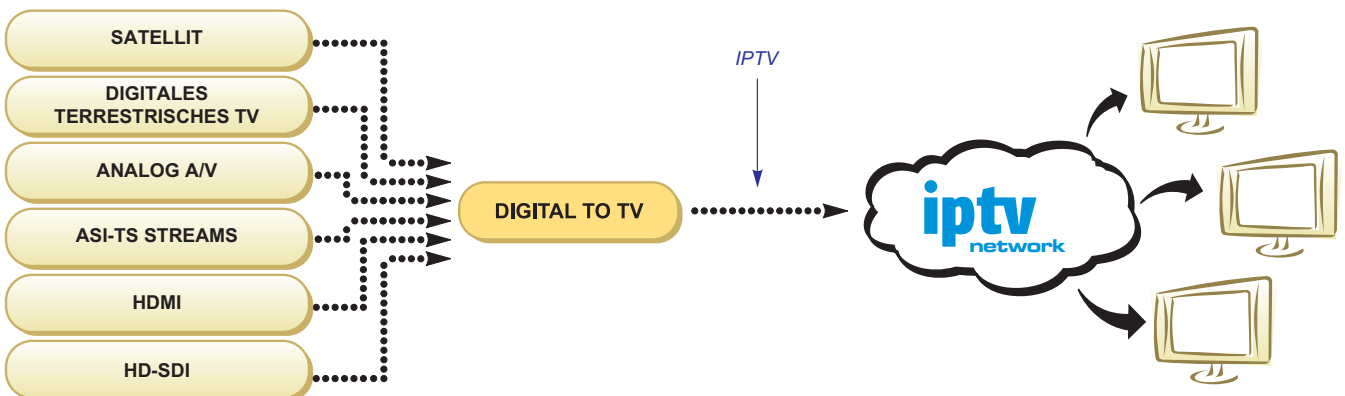 SATELLIT
DIGITALES
TERRESTRISCHES TV
ANALOG A/V
ASI-TS STREAMS
HDMI
HD-SDI
DIGITAL TO TV
IPTV
iptv
network